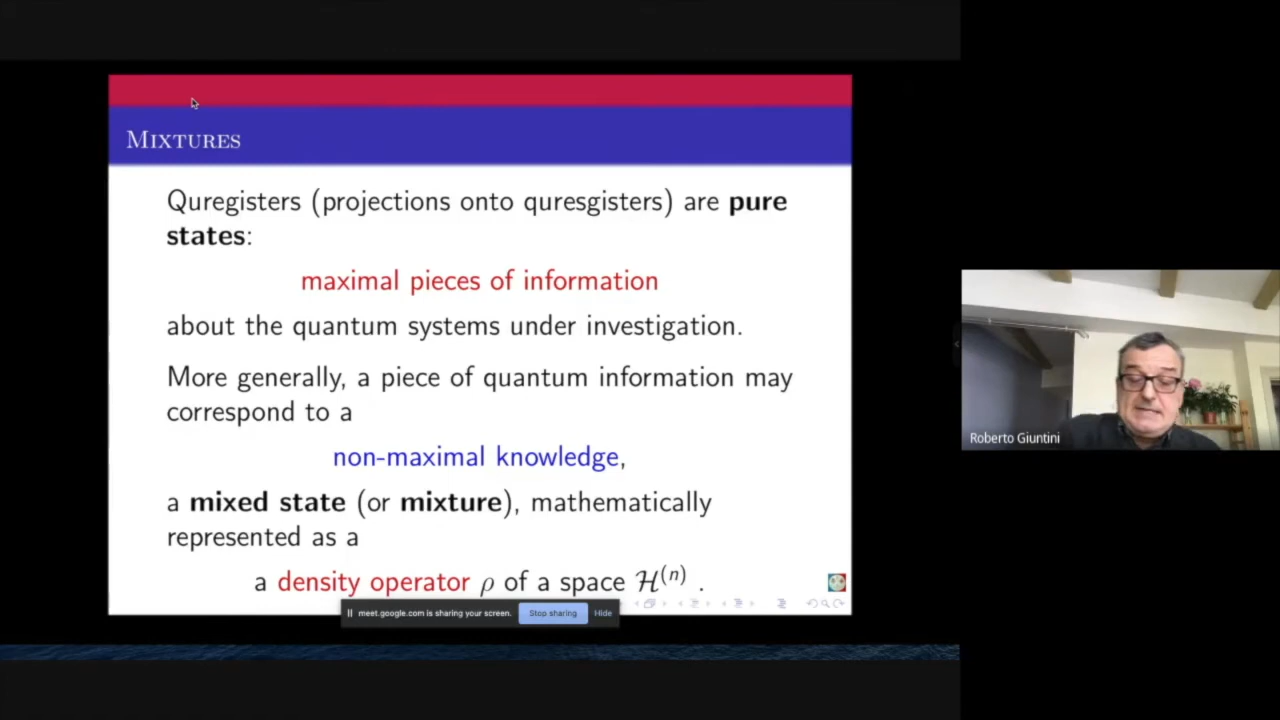 MIXTURES
Quregisters (projections onto quresgisters) are pure
states:
maximal pieces of information
about the quantum systems under investigation.
More generally, a piece of quantum information may
correspond to a
non-maximal knowledge,
a mixed state (or mixture), mathematically
represented as a
a density operator ρ of a space ℋ⁽ⁿ⁾ .
meet.google.com is sharing your screen. Stop sharing Hide
Roberto Giuntini